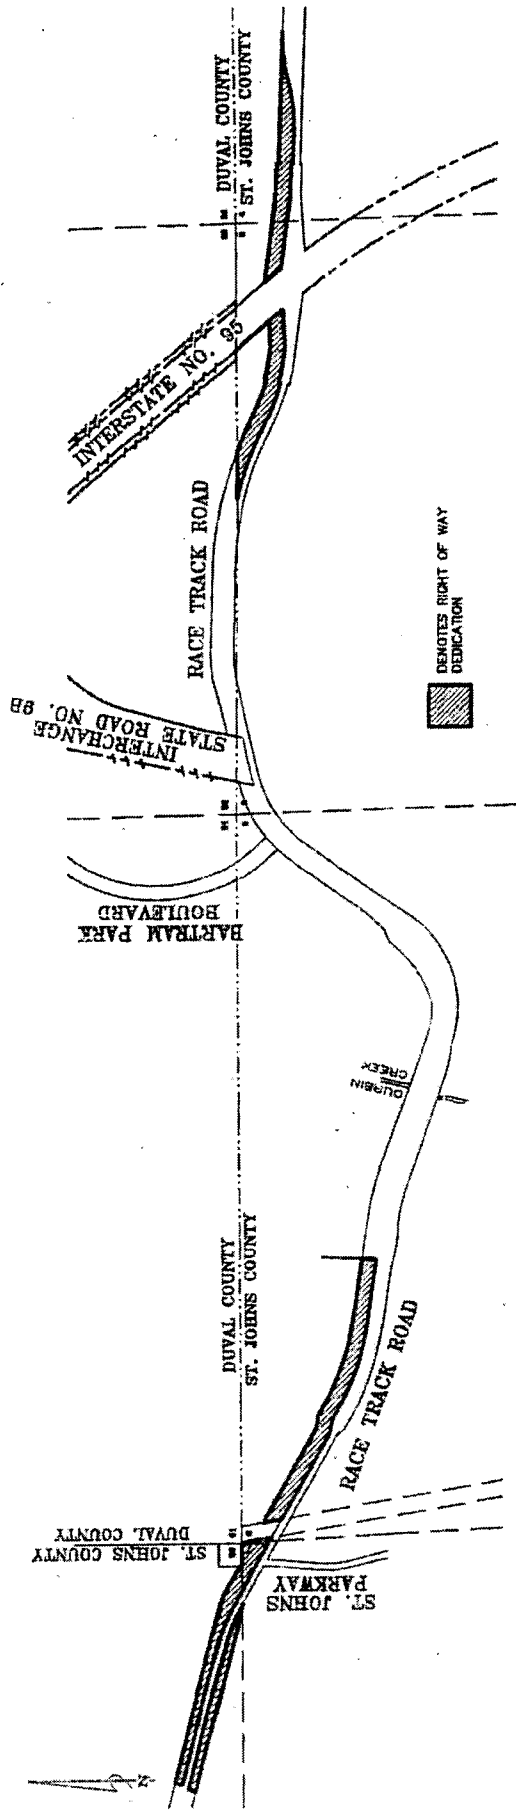 DUVAL COUNTY
ST. JOHNS COUNTY
INTERSTATE NO. 95
RACE TRACK ROAD
DENOTES RIGHT OF WAY
DEDICATION
INTERCHANGE
STATE ROAD NO. 9B
BARTRAM PARK
BOULEVARD
DURBIN
CREEK
DUVAL COUNTY
ST. JOHNS COUNTY
RACE TRACK ROAD
ST. JOHNS COUNTY
DUVAL COUNTY
ST. JOHNS
PARKWAY
N